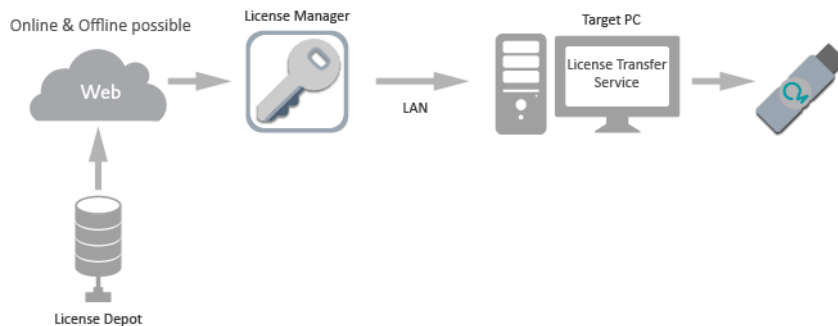 Online & Offline possible
License Manager
Target PC
Web
License Transfer
Service
LAN
License Depot